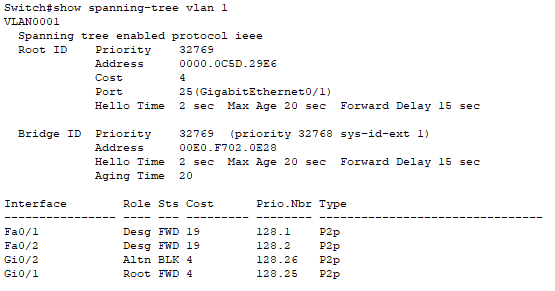 Switch#show spanning-tree vlan 1
VLAN0001
  Spanning tree enabled protocol ieee
  Root ID    Priority    32769
             Address     0000.0C5D.29E6
             Cost        4
             Port        25(GigabitEthernet0/1)
             Hello Time  2 sec  Max Age 20 sec  Forward Delay 15 sec

  Bridge ID  Priority    32769  (priority 32768 sys-id-ext 1)
             Address     00E0.F702.0E28
             Hello Time  2 sec  Max Age 20 sec  Forward Delay 15 sec
             Aging Time  20

Interface        Role Sts Cost      Prio.Nbr Type
---------------- ---- --- --------- -------- --------------------------------
Fa0/1            Desg FWD 19        128.1    P2p
Fa0/2            Desg FWD 19        128.2    P2p
Gi0/2            Altn BLK 4         128.26   P2p
Gi0/1            Root FWD 4         128.25   P2p